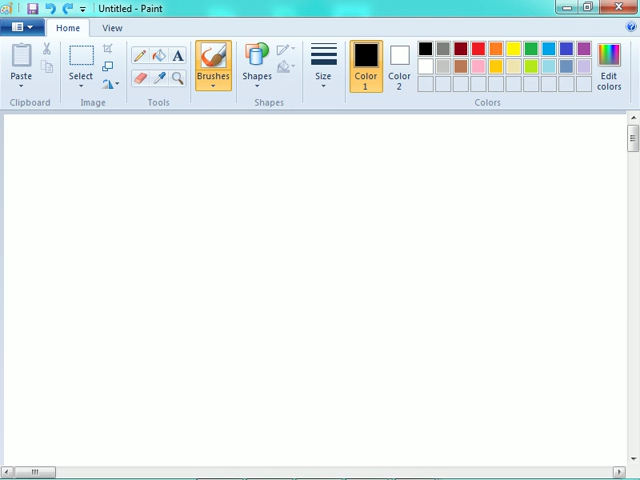 Untitled - Paint
Home View
Paste
Clipboard
Select
Image
A
Tools
Brushes
Shapes
Shapes
Size
Color 1
Color 2
Edit colors
Colors